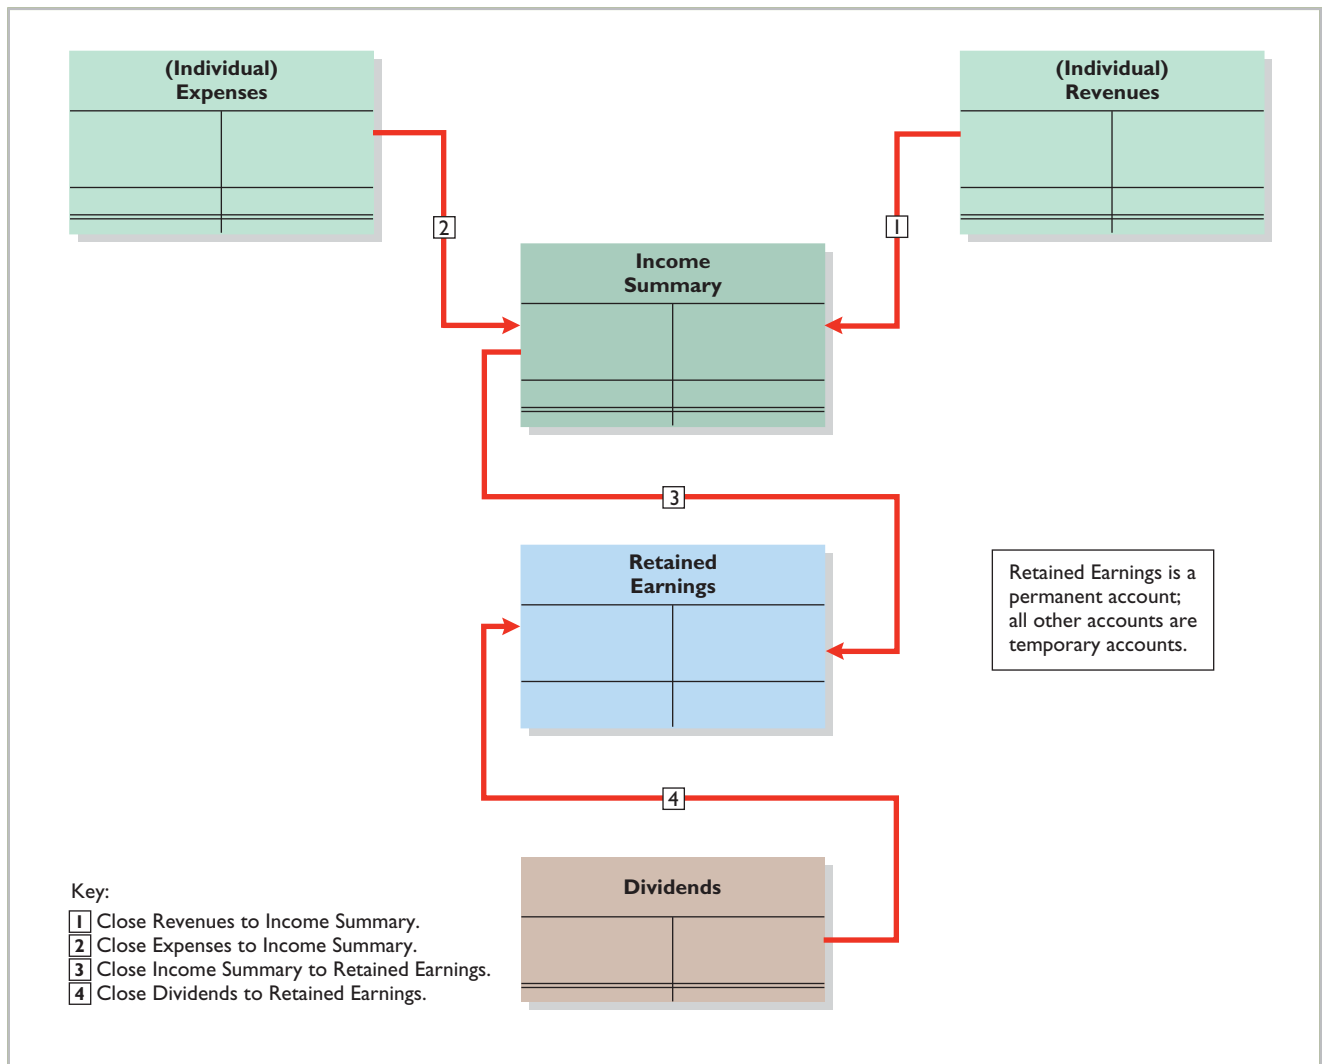 (Individual)
Expenses
(Individual)
Revenues
2
1
Income
Summary
3
Retained
Earnings
Retained Earnings is a
permanent account;
all other accounts are
temporary accounts.
4
Dividends
Key:
1 Close Revenues to Income Summary.
2 Close Expenses to Income Summary.
3 Close Income Summary to Retained Earnings.
4 Close Dividends to Retained Earnings.